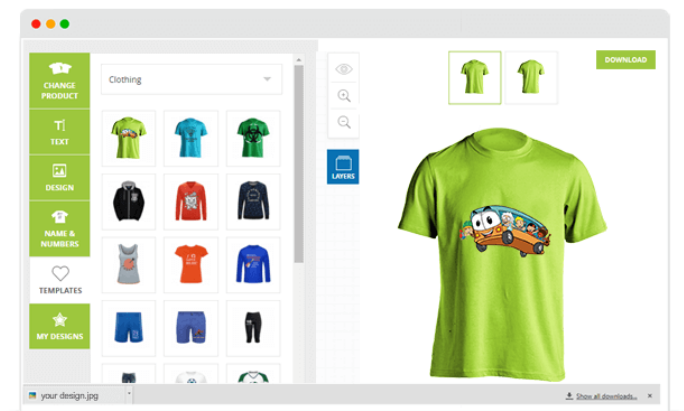 CHANGE
PRODUCT
TEXT
DESIGN
NAME &
NUMBERS
TEMPLATES
MY DESIGNS
Clothing
LAYERS
DOWNLOAD
your design.jpg
Show all downloads...